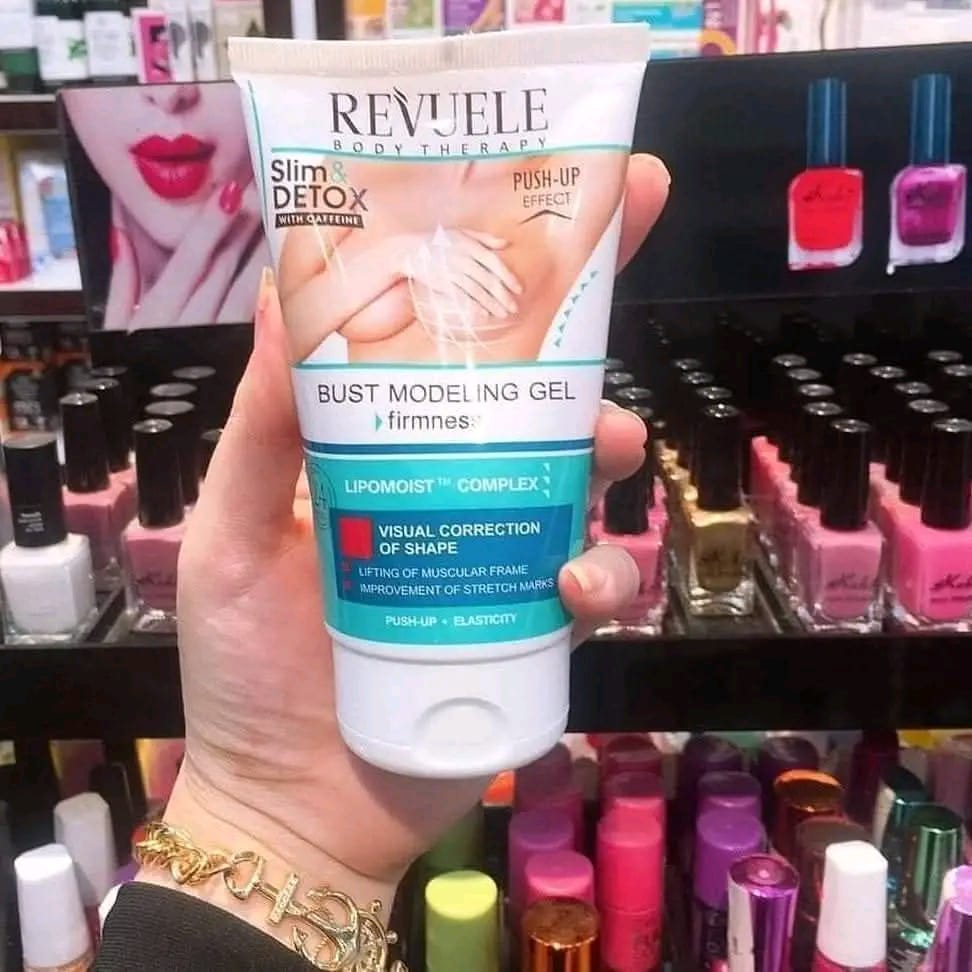 REVUELE
BODY THERAPY
Slim &
DETOX
WITH CAFFEINE
PUSH-UP
EFFECT
BUST MODELING GEL
firmness
LIPOMOIST™ COMPLEX
VISUAL CORRECTION
OF SHAPE
LIFTING OF MUSCULAR FRAME
IMPROVEMENT OF STRETCH MARKS
PUSH-UP • ELASTICITY